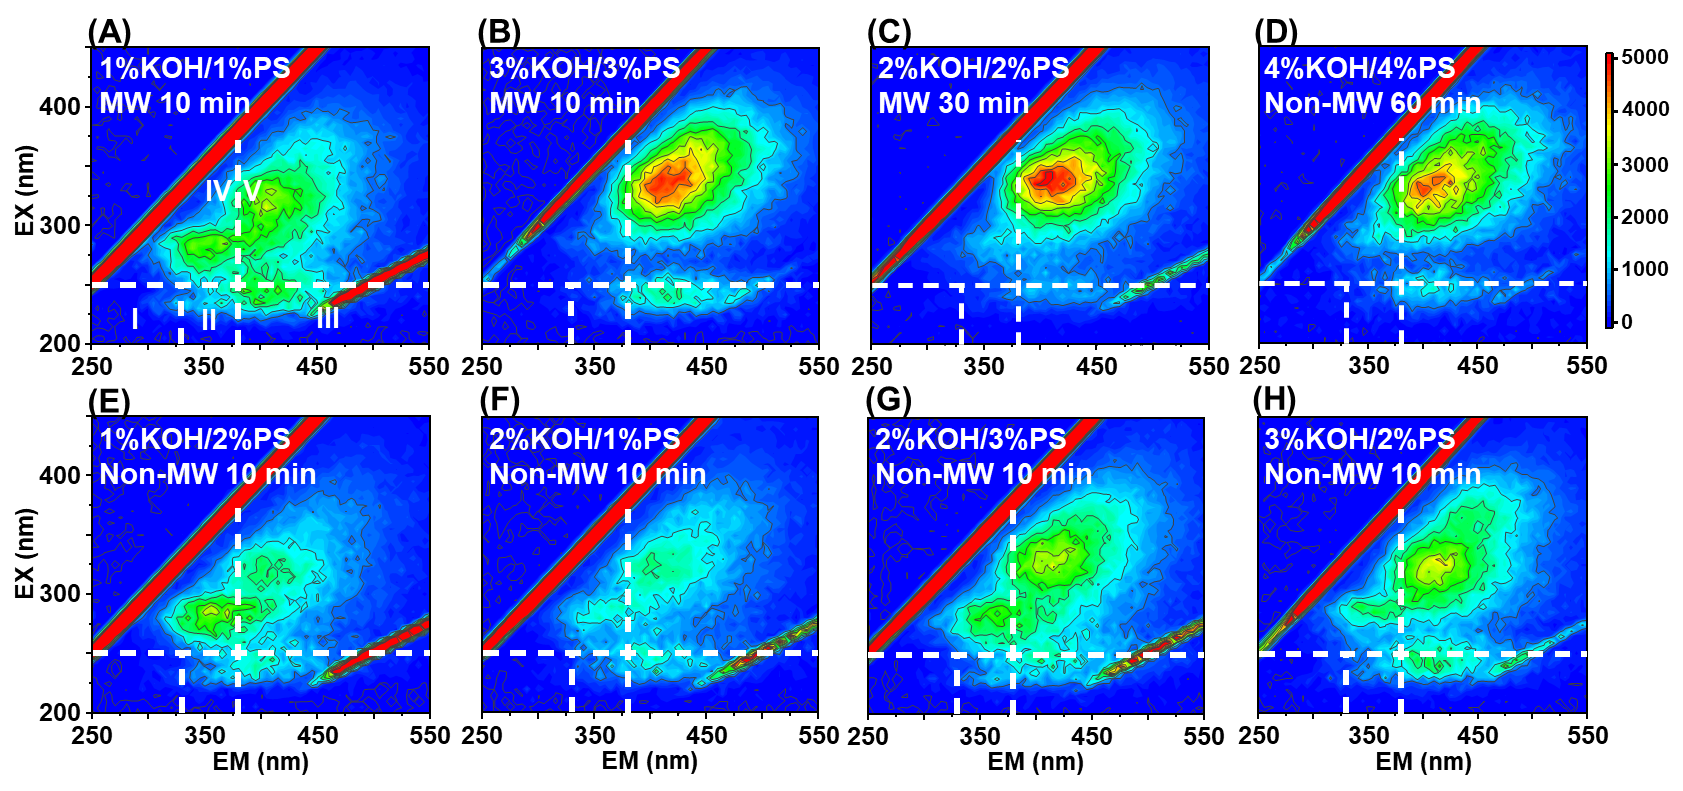 (A)
1%KOH/1%PS
MW 10 min
IV V
I
II
III
(B)
3%KOH/3%PS
MW 10 min
(C)
2%KOH/2%PS
MW 30 min
(D)
4%KOH/4%PS
Non-MW 60 min
5000
4000
3000
2000
1000
0
EX (nm)
400
300
200
250 350 450 550
250 350 450 550
250 350 450 550
250 350 450 550
(E)
1%KOH/2%PS
Non-MW 10 min
(F)
2%KOH/1%PS
Non-MW 10 min
(G)
2%KOH/3%PS
Non-MW 10 min
(H)
3%KOH/2%PS
Non-MW 10 min
EX (nm)
400
300
200
250 350 450 550
250 350 450 550
250 350 450 550
250 350 450 550
EM (nm)
EM (nm)
EM (nm)
EM (nm)